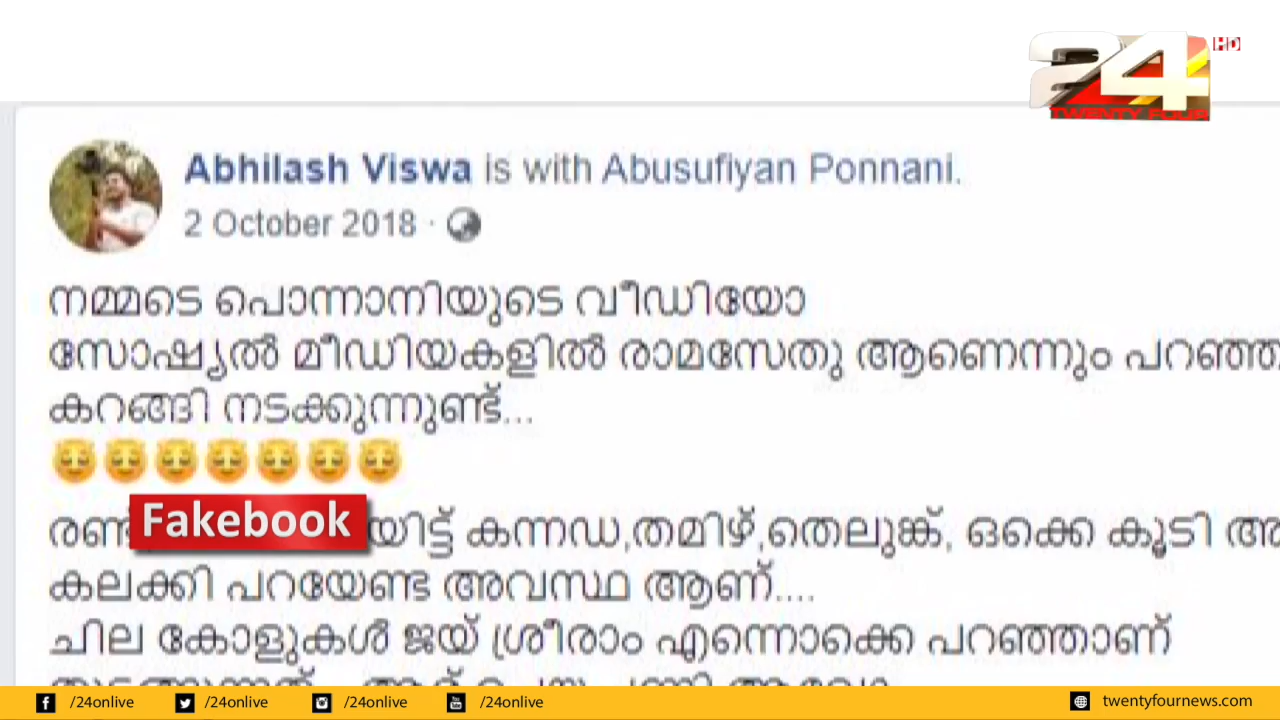 24
HD
TWENTY FOUR
Abhilash Viswa is with Abusufiyan Ponnani.
2 October 2018 ·
നമ്മടെ പൊന്നാനിയുടെ വീഡിയോ
സോഷ്യൽ മീഡിയകളിൽ രാമസേതു ആണെന്നും പറഞ്ഞ
കറങ്ങി നടക്കുന്നുണ്ട്...
Fakebook
കന്നഡ,തമിഴ്,തെലുങ്ക്, ഒക്കെ കൂടി
കലക്കി പറയേണ്ട അവസ്ഥ ആണ്....
ചില കോളുകൾ ജയ് ശ്രീരാം എന്നൊക്കെ പറഞ്ഞാണ്
/24onlive /24onlive /24onlive /24onlive twentyfournews.com